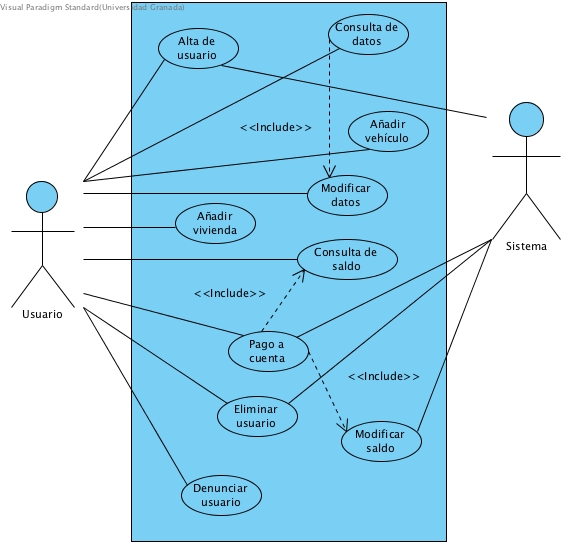 Visual Paradigm Standard(Universidad Granada)
Alta de
usuario
Consulta de
datos
<<Include>>
Añadir
vehículo
Modificar
datos
Añadir
vivienda
Usuario
Sistema
Consulta de
saldo
<<Include>>
Pago a
cuenta
<<Include>>
Eliminar
usuario
Modificar
saldo
Denunciar
usuario